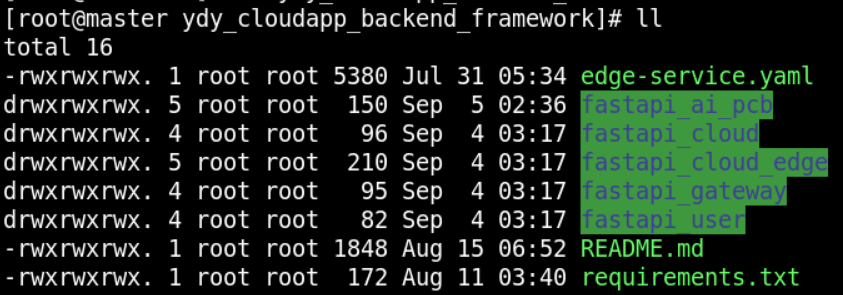 [root@master ydy_cloudapp_backend_framework]# ll
total 16
-rwxrwxrwx. 1 root root 5380 Jul 31 05:34 edge-service.yaml
drwxrwxrwx. 5 root root  150 Sep  5 02:36 fastapi_ai_pcb
drwxrwxrwx. 4 root root   96 Sep  4 03:17 fastapi_cloud
drwxrwxrwx. 5 root root  210 Sep  4 03:17 fastapi_cloud_edge
drwxrwxrwx. 4 root root   95 Sep  4 03:17 fastapi_gateway
drwxrwxrwx. 4 root root   82 Sep  4 03:17 fastapi_user
-rwxrwxrwx. 1 root root 1848 Aug 15 06:52 README.md
-rwxrwxrwx. 1 root root  172 Aug 11 03:40 requirements.txt